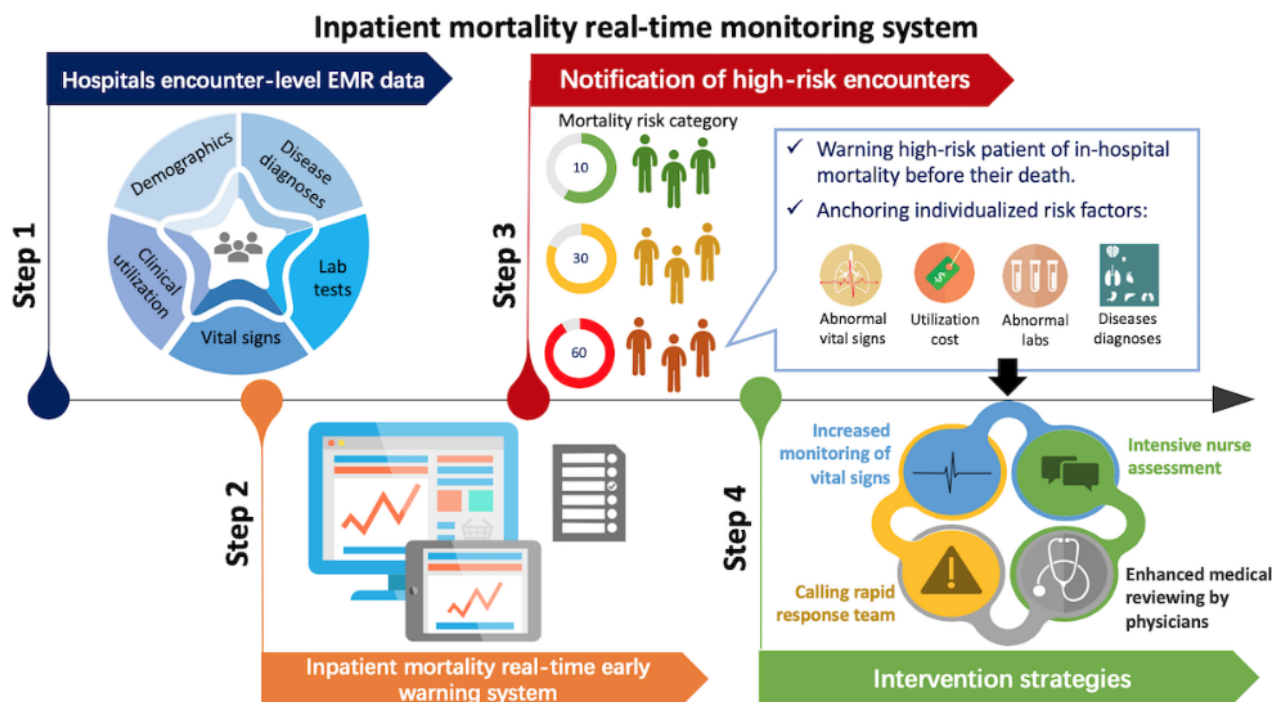 Inpatient mortality real-time monitoring system
Hospitals encounter-level EMR data
Step 1
Demographics
Disease
diagnoses
Clinical
utilization
Lab
tests
Vital signs
Step 2
Inpatient mortality real-time early
warning system
Notification of high-risk encounters
Step 3
Mortality risk category
10
30
60
✓ Warning high-risk patient of in-hospital
mortality before their death.
✓ Anchoring individualized risk factors:
Abnormal
vital signs
Utilization
cost
Abnormal
labs
Diseases
diagnoses
Step 4
Increased
monitoring of
vital signs
Intensive nurse
assessment
Calling rapid
response team
Enhanced medical
reviewing by
physicians
Intervention strategies